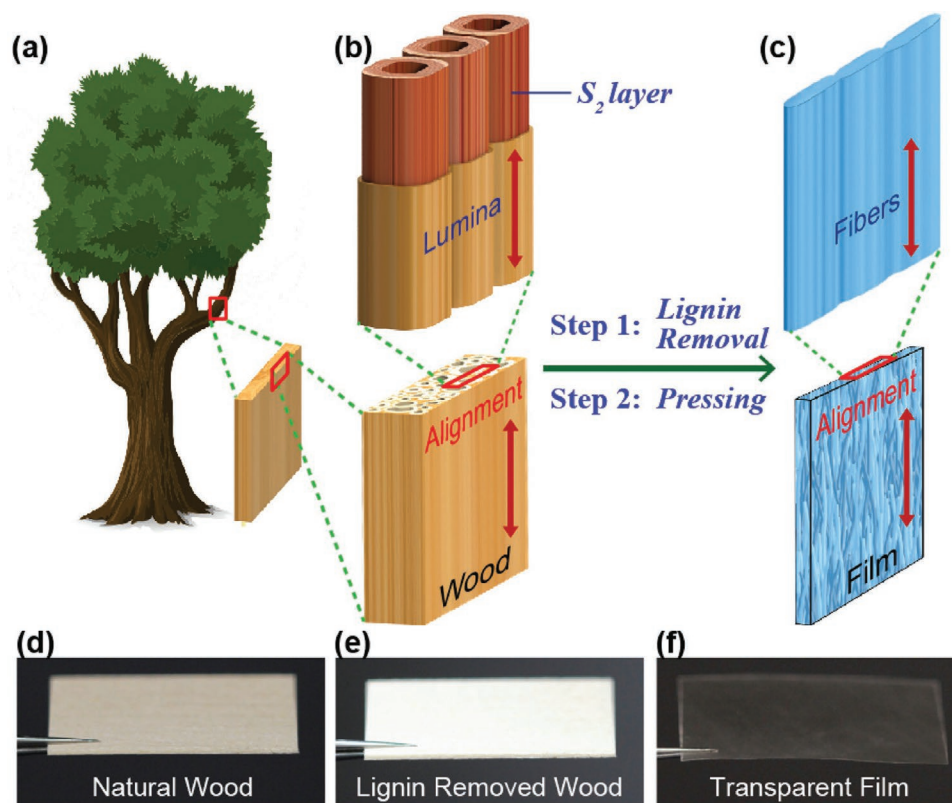 (a)
(b)
(c)
S₂ layer
Lumina
Fibers
Step 1: Lignin
Removal
Step 2: Pressing
Alignment
Wood
Alignment
Film
(d)
(e)
(f)
Natural Wood
Lignin Removed Wood
Transparent Film